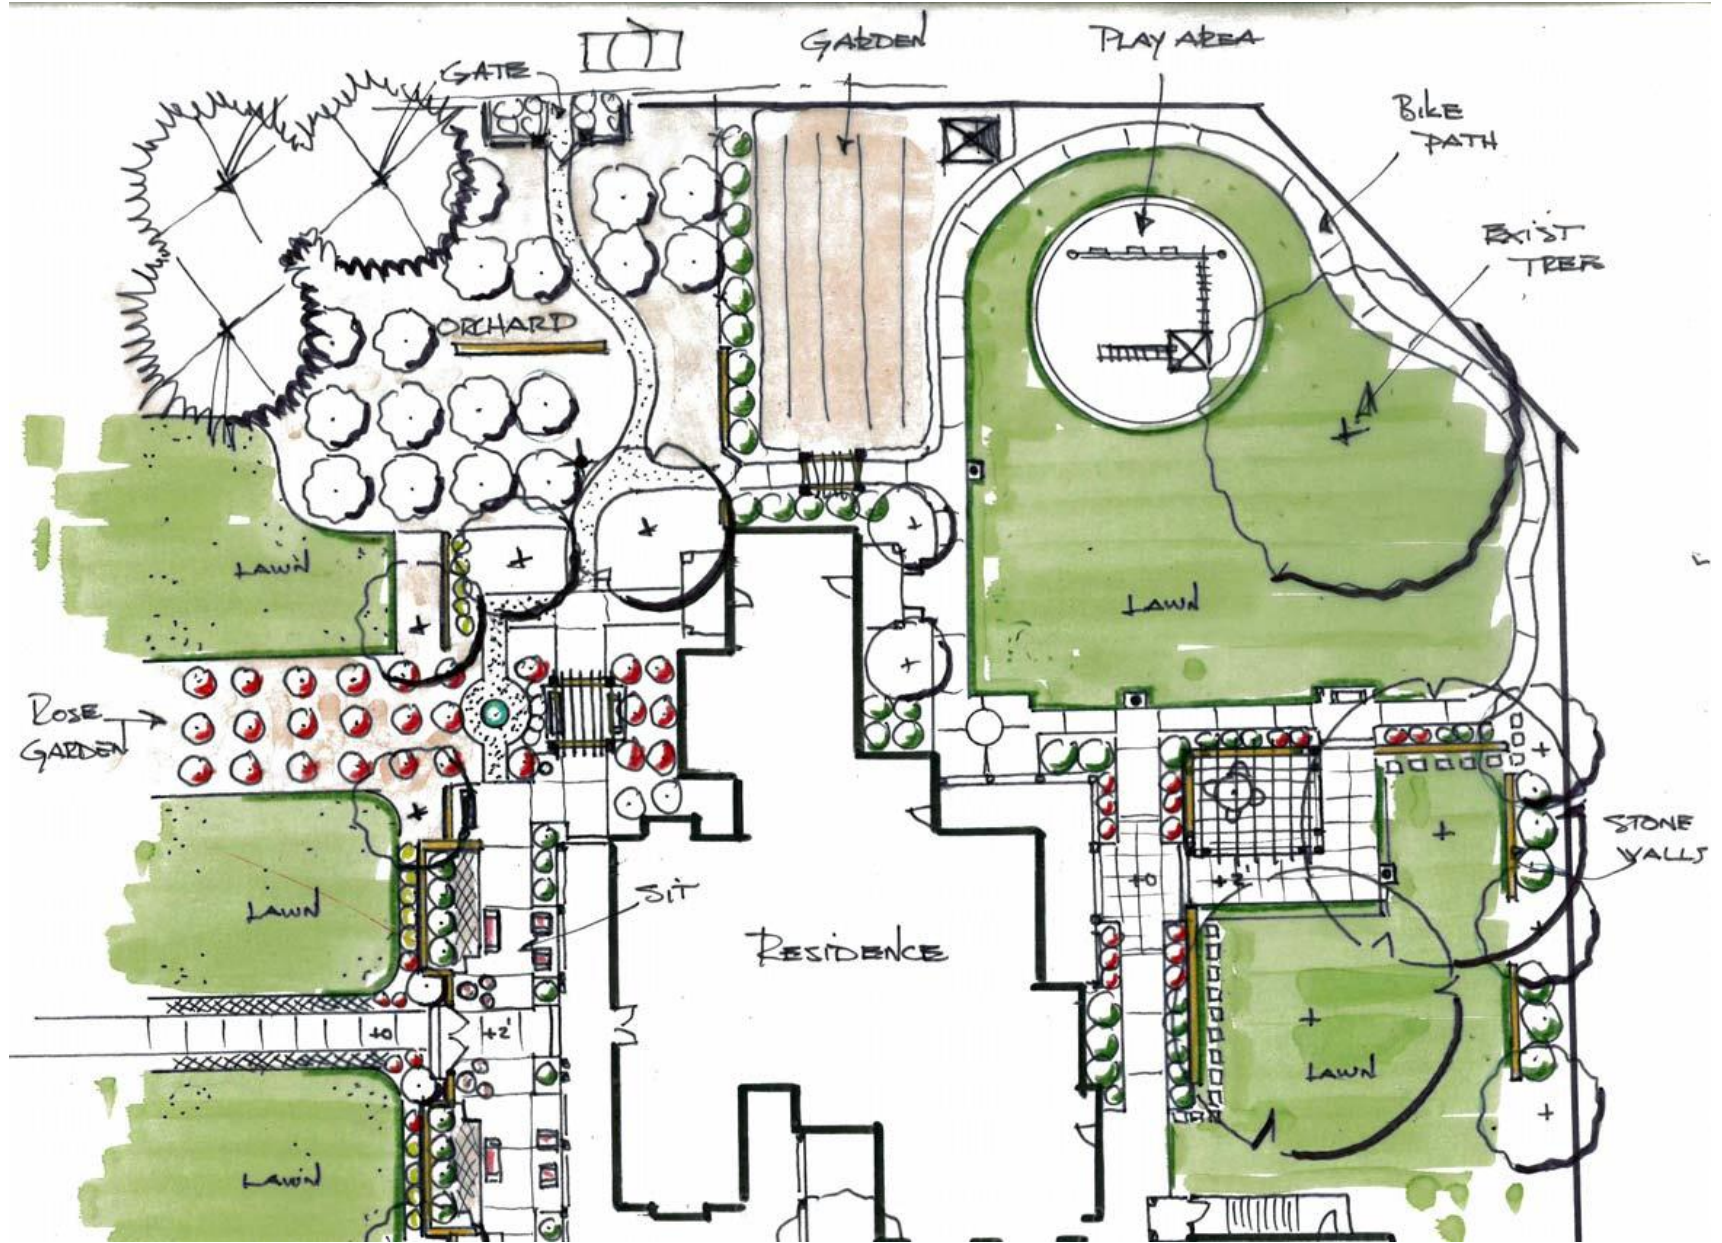 GARDEN
PLAY AREA
GATE
BIKE
PATH
EXIST
TREE
ORCHARD
LAWN
LAWN
ROSE
GARDEN
STONE
WALLS
+0
+2'
SIT
LAWN
RESIDENCE
+0
+2'
LAWN
LAWN